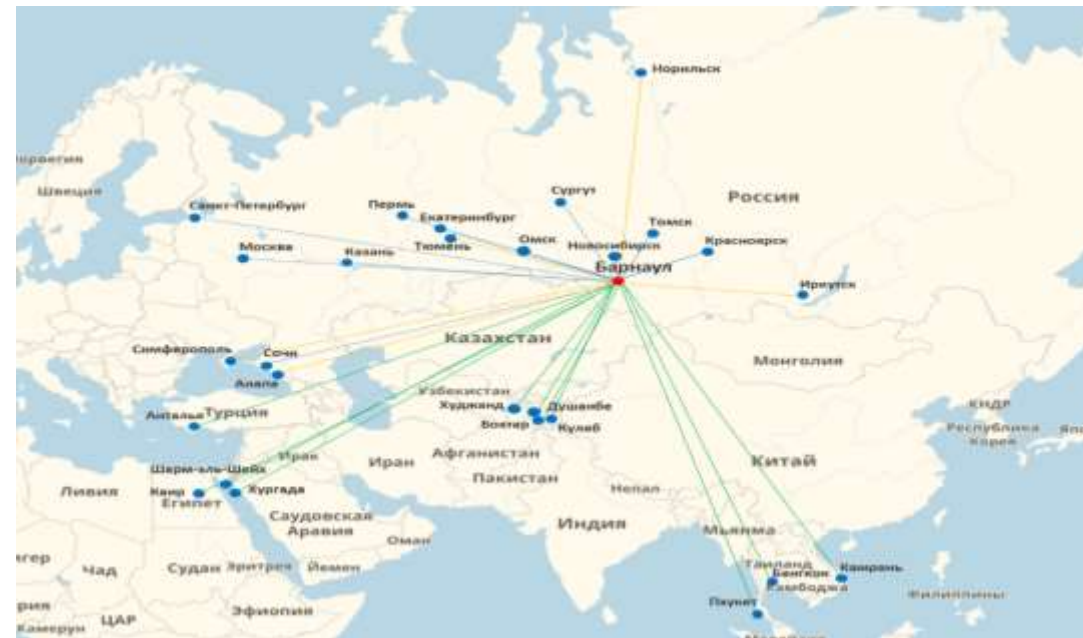 Норильск
Норвегия
Швеция
Россия
Санкт-Петербург
Пермь
Екатеринбург
Тюмень
Сургут
Томск
Омск
Новосибирск
Красноярск
Москва
Казань
Барнаул
Иркутск
Казахстан
Монголия
Симферополь
Сочи
Анапа
Узбекистан
Худжанд
Душанбе
Бохтар
Куляб
КНДР
Республика
Корея
Анталья
Турция
Афганистан
Китай
Ирак
Иран
Пакистан
Шарм-эль-Шейх
Непал
Ливия
Каир
Хургада
Египет
Саудовская
Аравия
Индия
Мьянма
Оман
Чад
Судан
Эритрея
Йемен
Таиланд
Бангкок
Камрань
Камбоджа
Филиппины
Пхукет
Эфиопия
ЦАР
Камерун